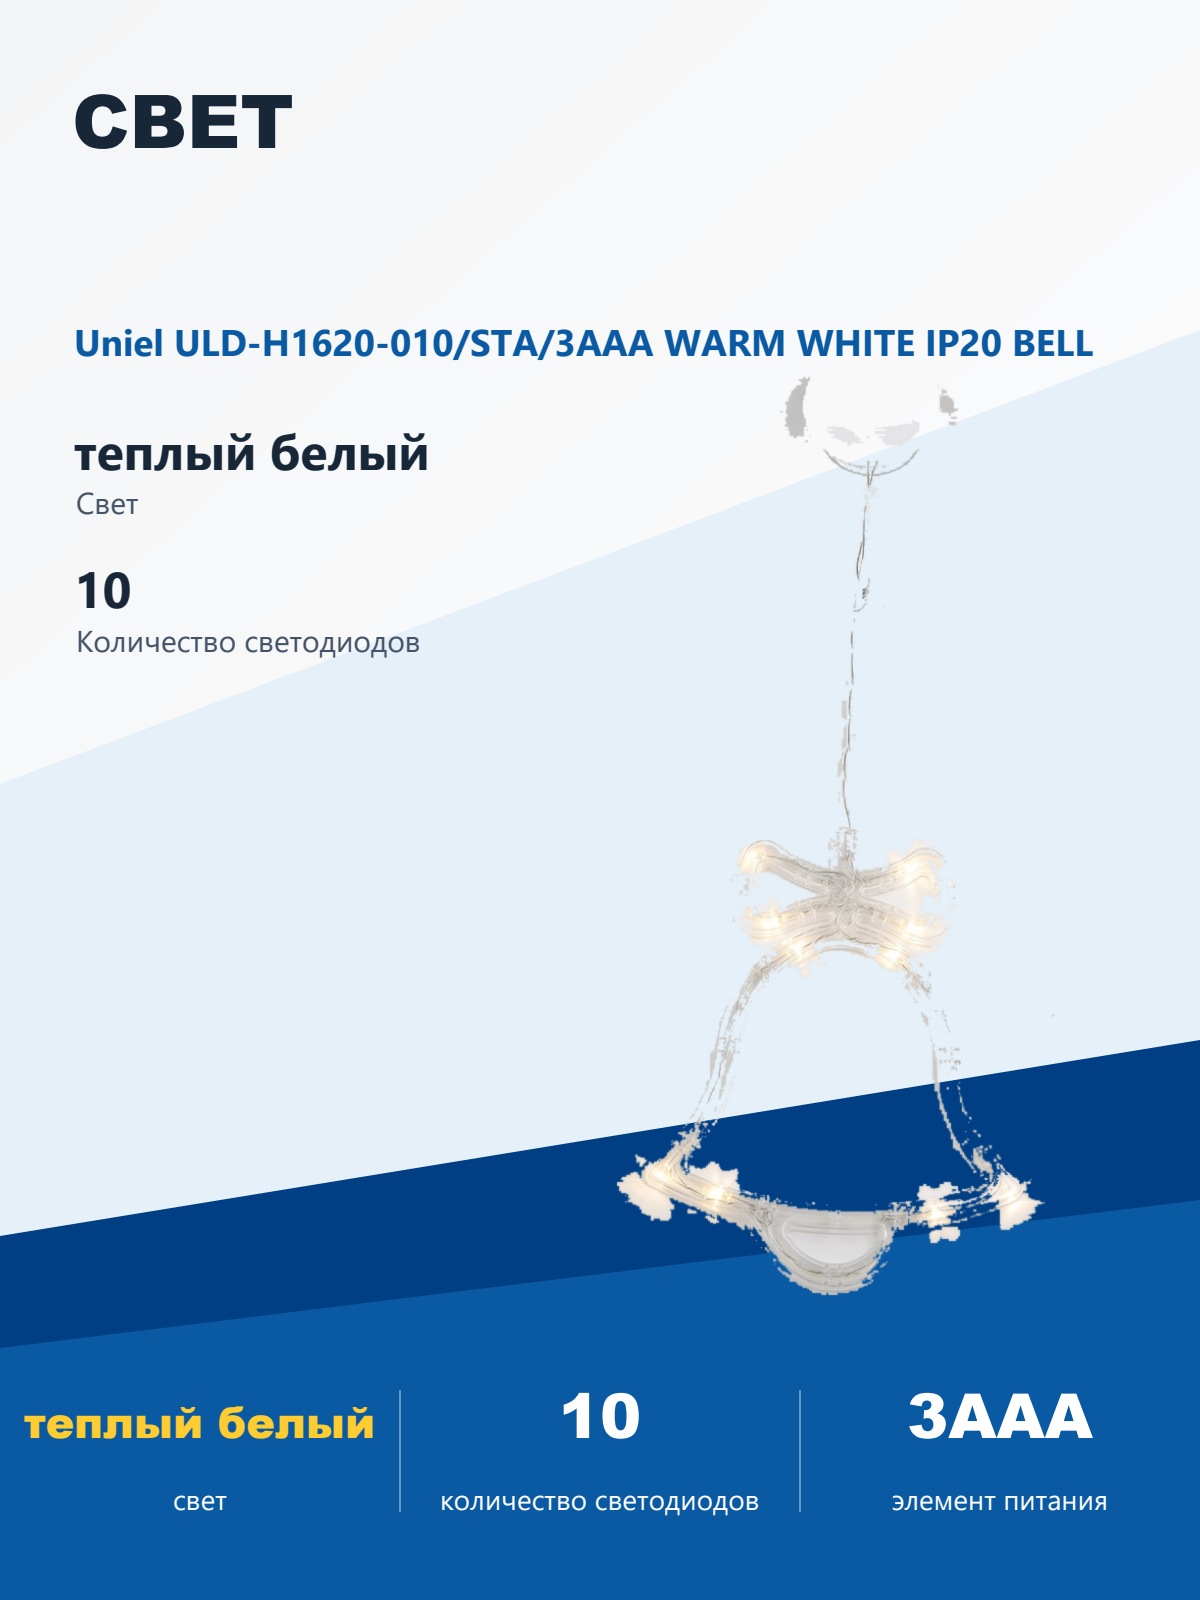 СВЕТ
Uniel ULD-H1620-010/STA/3AAA WARM WHITE IP20 BELL
теплый белый
Свет
10
Количество светодиодов
теплый белый
свет
10
количество светодиодов
3AAA
элемент питания